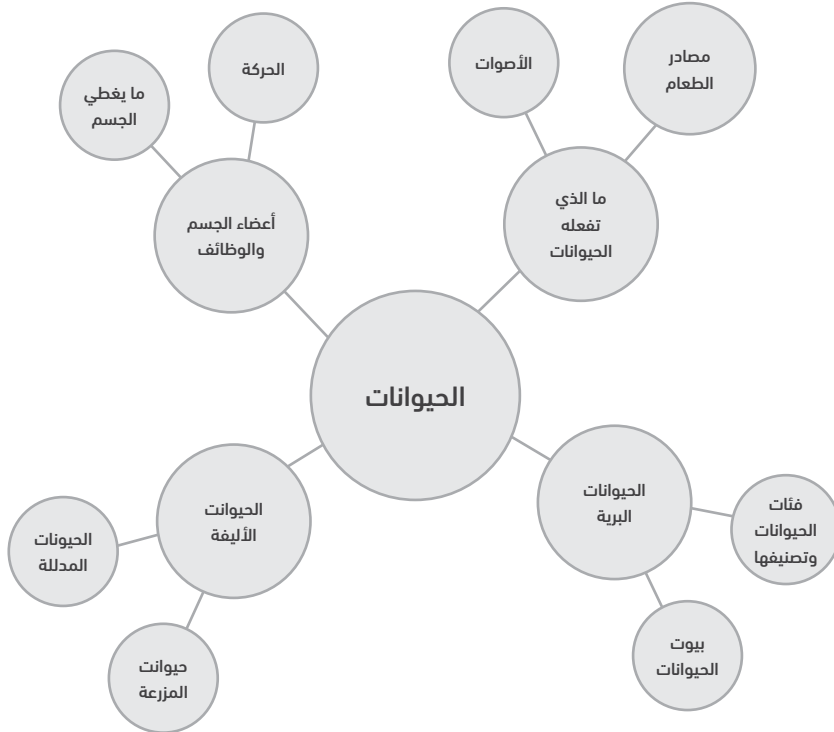 مصادر
الطعام
الأصوات
الحركة
ما يغطي
الجسم
ما الذي
تفعله
الحيوانات
أعضاء الجسم
والوظائف
الحيوانات
الحيوانات
البرية
فئات
الحيوانات
وتصنيفها
بيوت
الحيوانات
الحيوانت
الأليفة
الحيونات
المدللة
حيوانت
المزرعة